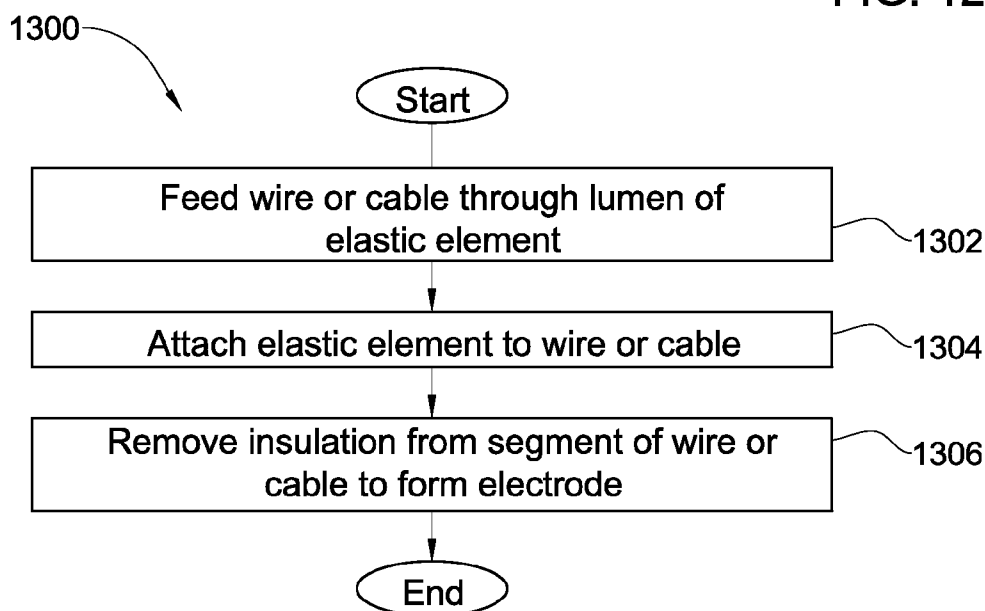 FIG. 12
1300
Start
Feed wire or cable through lumen of
elastic element
1302
Attach elastic element to wire or cable
1304
Remove insulation from segment of wire or
cable to form electrode
1306
End